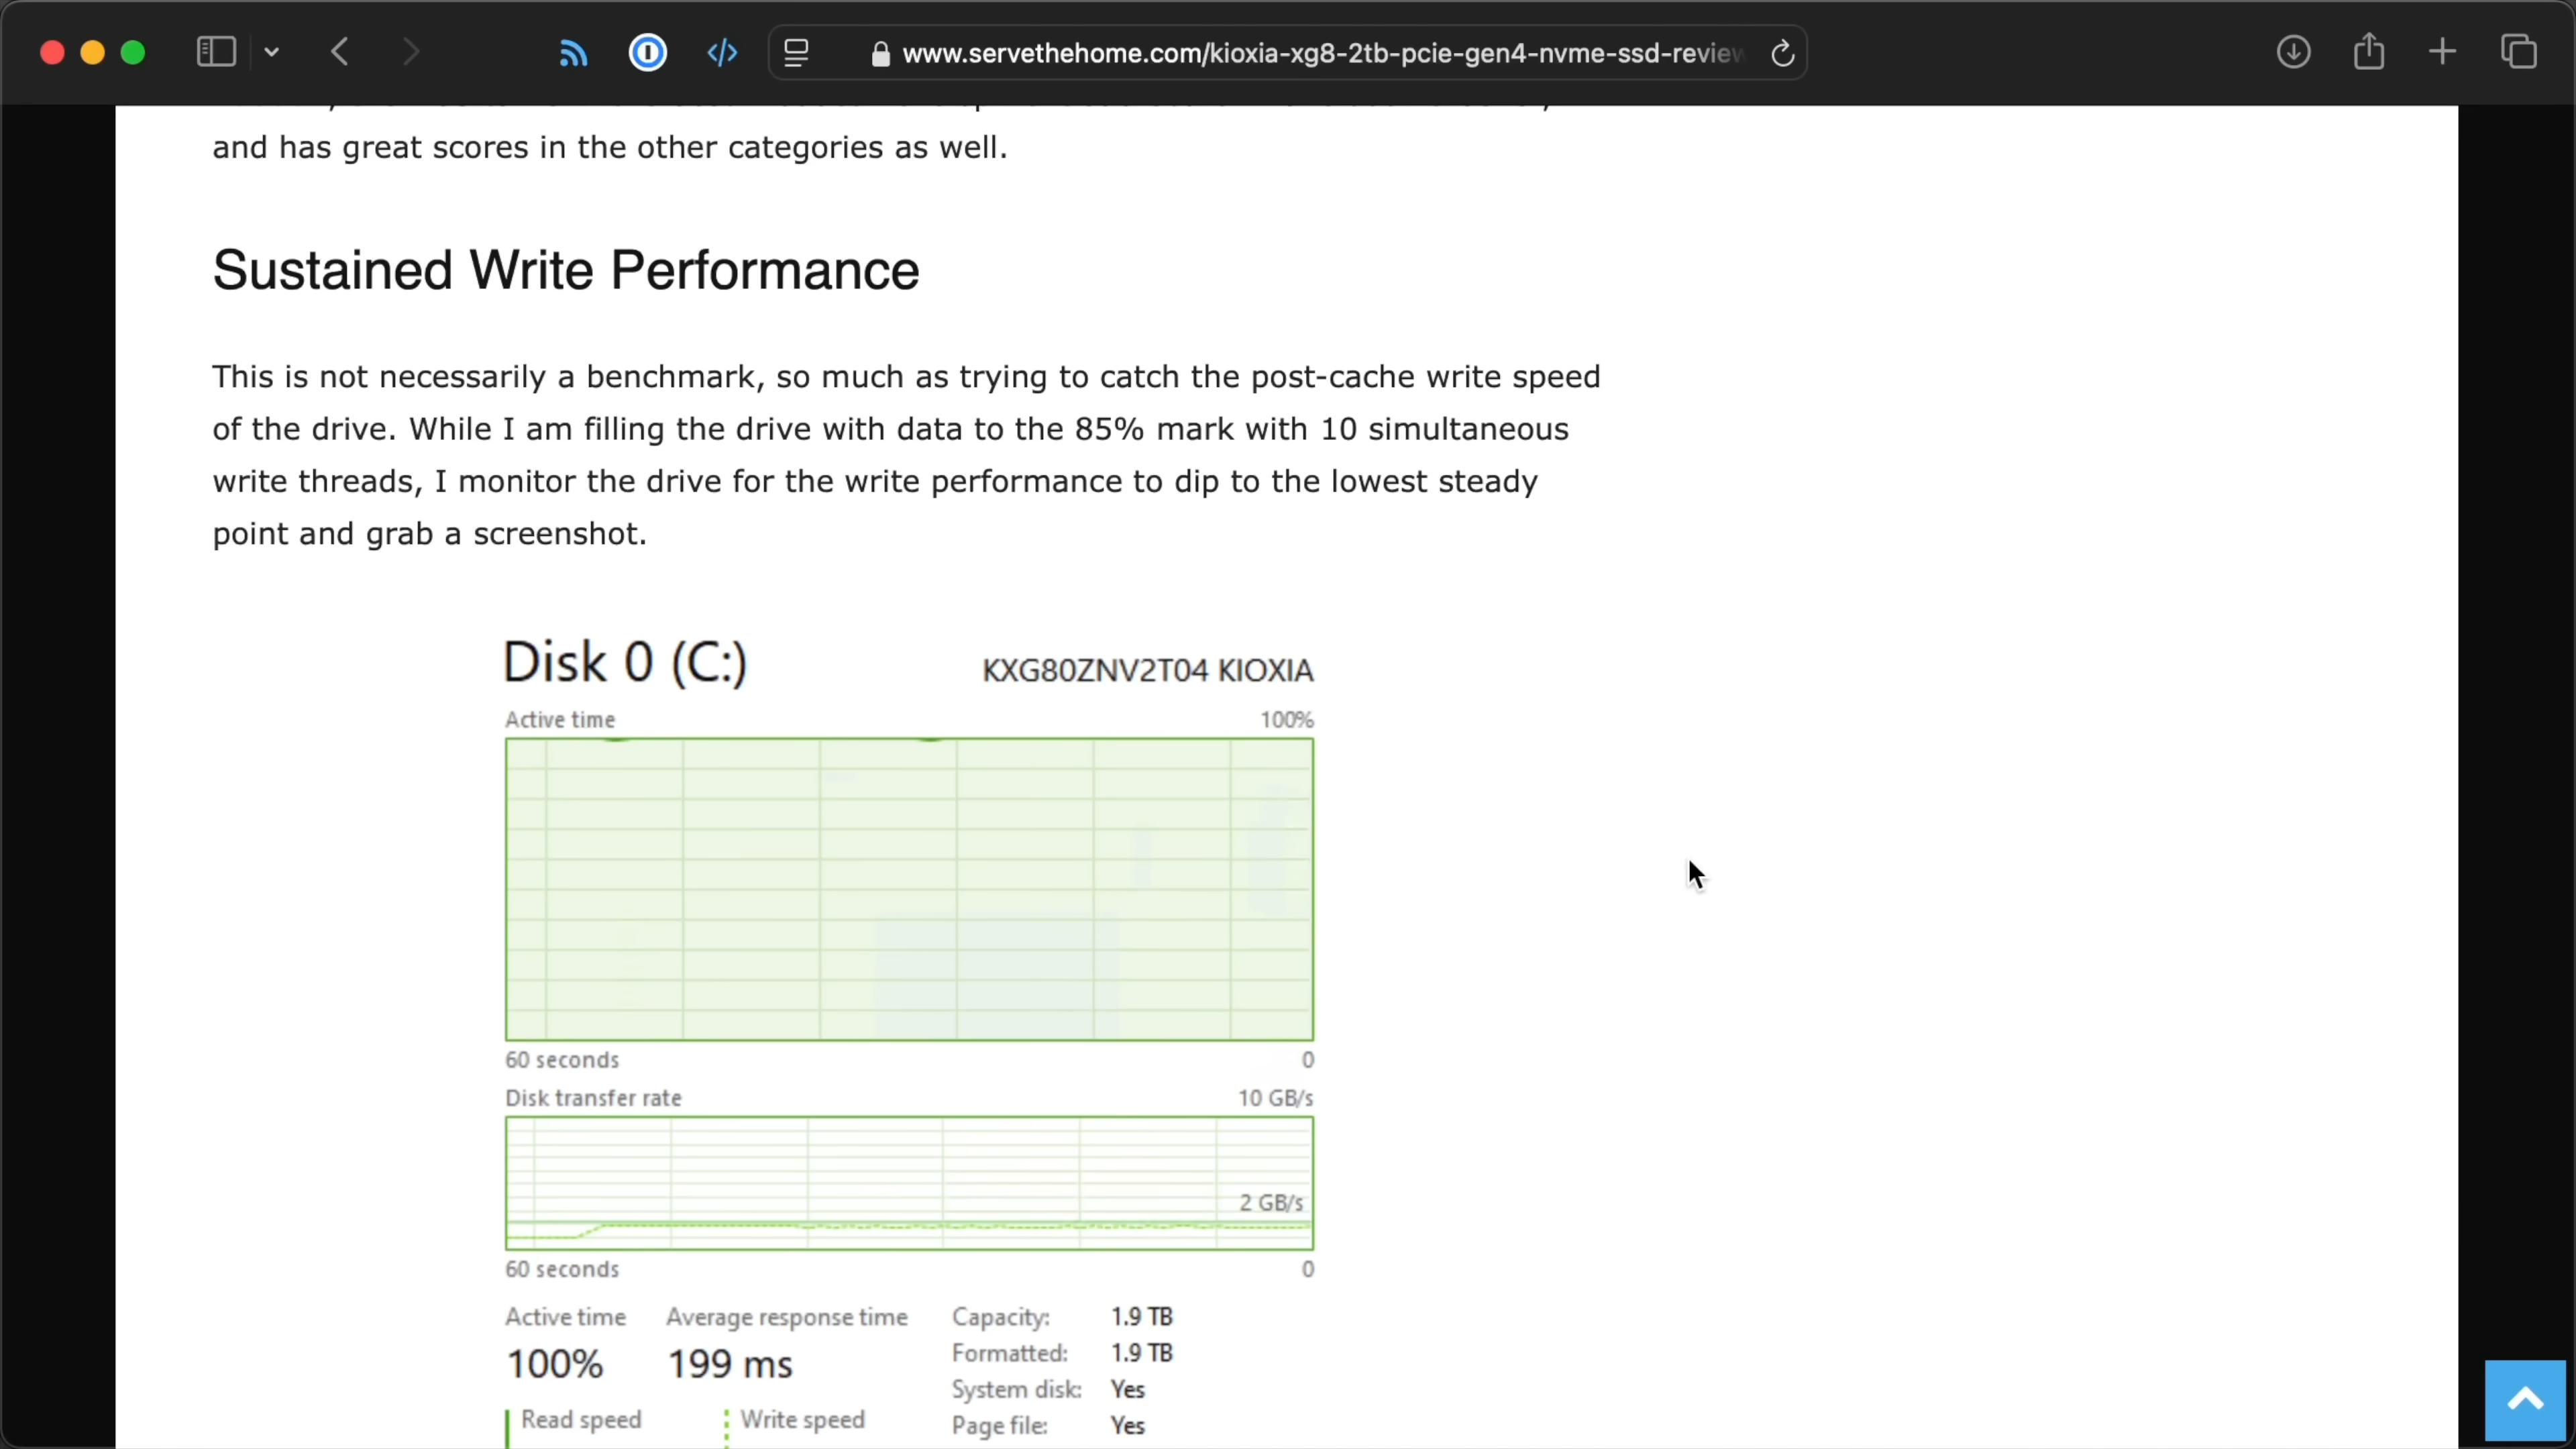 www.servethehome.com/kioxia-xg8-2tb-pcie-gen4-nvme-ssd-review
and has great scores in the other categories as well.
Sustained Write Performance
This is not necessarily a benchmark, so much as trying to catch the post-cache write speed
of the drive. While I am filling the drive with data to the 85% mark with 10 simultaneous
write threads, I monitor the drive for the write performance to dip to the lowest steady
point and grab a screenshot.
Disk 0 (C:) KXG80ZNV2T04 KIOXIA
Active time 100%
60 seconds 0
Disk transfer rate 10 GB/s
2 GB/s
60 seconds 0
Active time Average response time Capacity: 1.9 TB
100% 199 ms Formatted: 1.9 TB
System disk: Yes
Read speed Write speed Page file: Yes